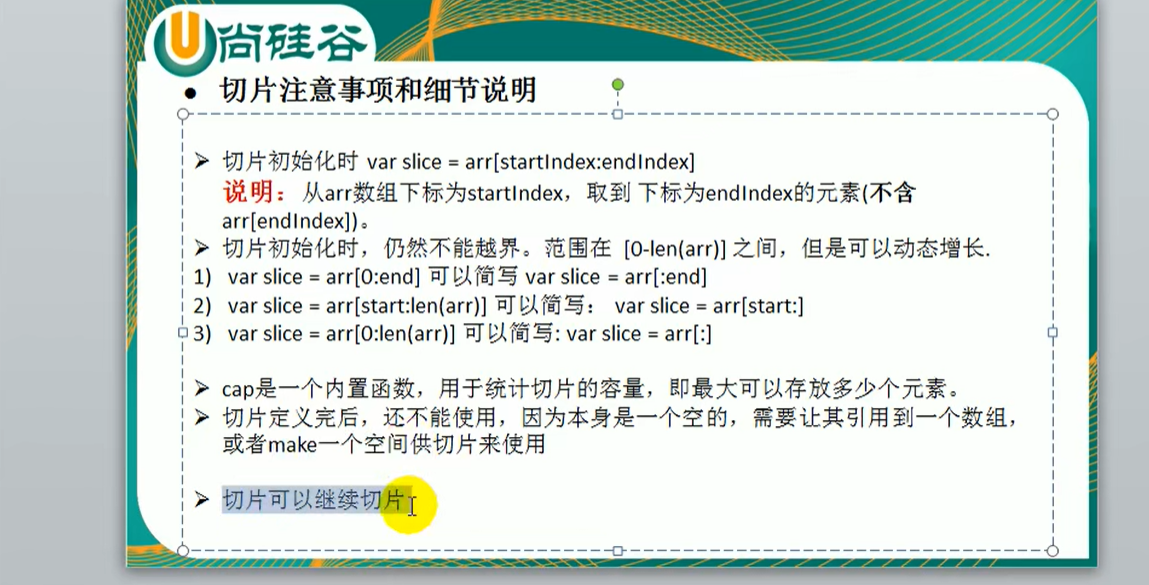 尚硅谷
● 切片注意事项和细节说明
➢ 切片初始化时 var slice = arr[startIndex:endIndex]
说明：从arr数组下标为startIndex，取到 下标为endIndex的元素(不含
arr[endIndex])。
➢ 切片初始化时，仍然不能越界。范围在 [0-len(arr)] 之间，但是可以动态增长.
1) var slice = arr[0:end] 可以简写 var slice = arr[:end]
2) var slice = arr[start:len(arr)] 可以简写： var slice = arr[start:]
3) var slice = arr[0:len(arr)] 可以简写: var slice = arr[:]
➢ cap是一个内置函数，用于统计切片的容量，即最大可以存放多少个元素。
➢ 切片定义完后，还不能使用，因为本身是一个空的，需要让其引用到一个数组，
或者make一个空间供切片来使用
➢ 切片可以继续切片